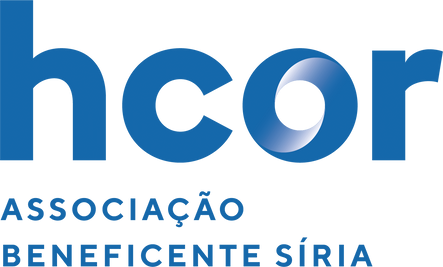 hcor
ASSOCIAÇÃO
BENEFICENTE SÍRIA